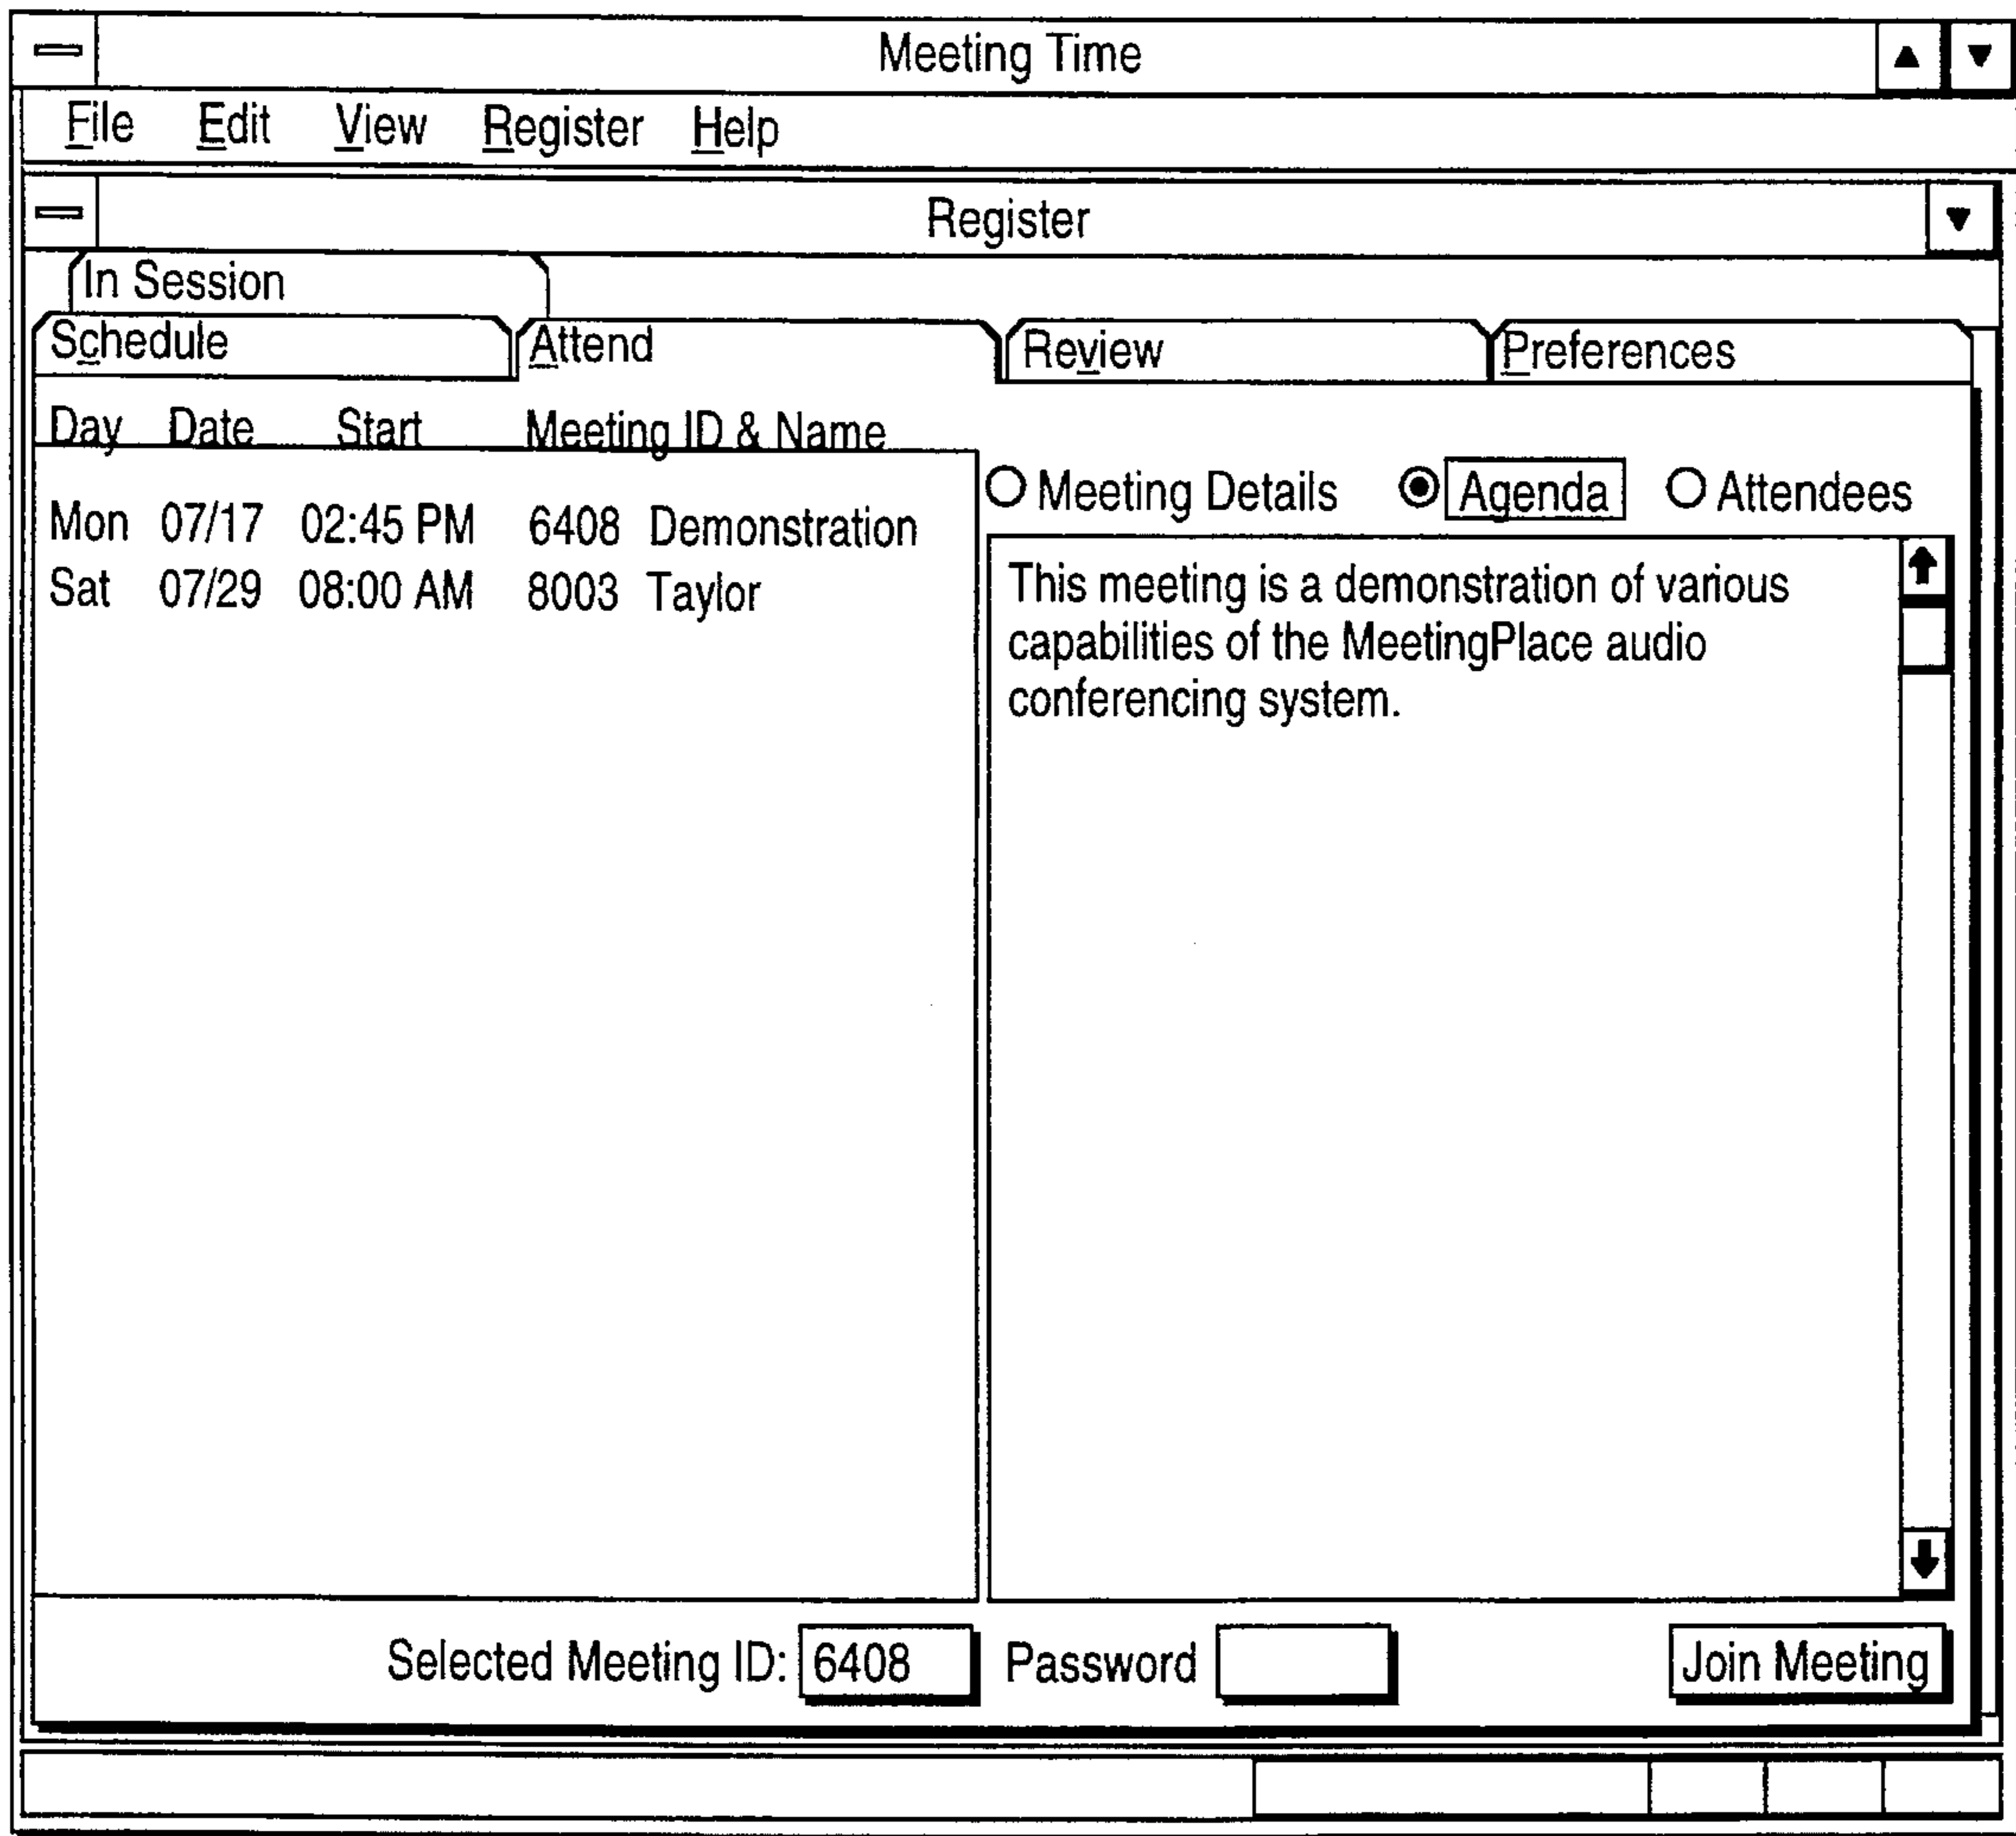 Meeting Time
File Edit View Register Help
Register
In Session
Schedule Attend Review Preferences
Day Date Start Meeting ID & Name
Meeting Details Agenda Attendees
Mon 07/17 02:45 PM 6408 Demonstration
Sat 07/29 08:00 AM 8003 Taylor
This meeting is a demonstration of various
capabilities of the MeetingPlace audio
conferencing system.
Selected Meeting ID: 6408 Password Join Meeting